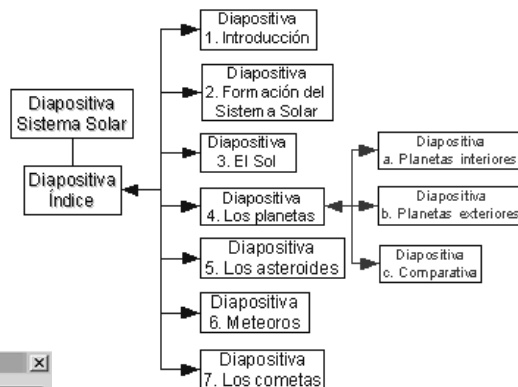 Diapositiva
Sistema Solar
Diapositiva
Índice
Diapositiva
1. Introducción
Diapositiva
2. Formación del
Sistema Solar
Diapositiva
3. El Sol
Diapositiva
4. Los planetas
Diapositiva
a. Planetas interiores
Diapositiva
b. Planetas exteriores
Diapositiva
c. Comparativa
Diapositiva
5. Los asteroides
Diapositiva
6. Meteoros
Diapositiva
7. Los cometas